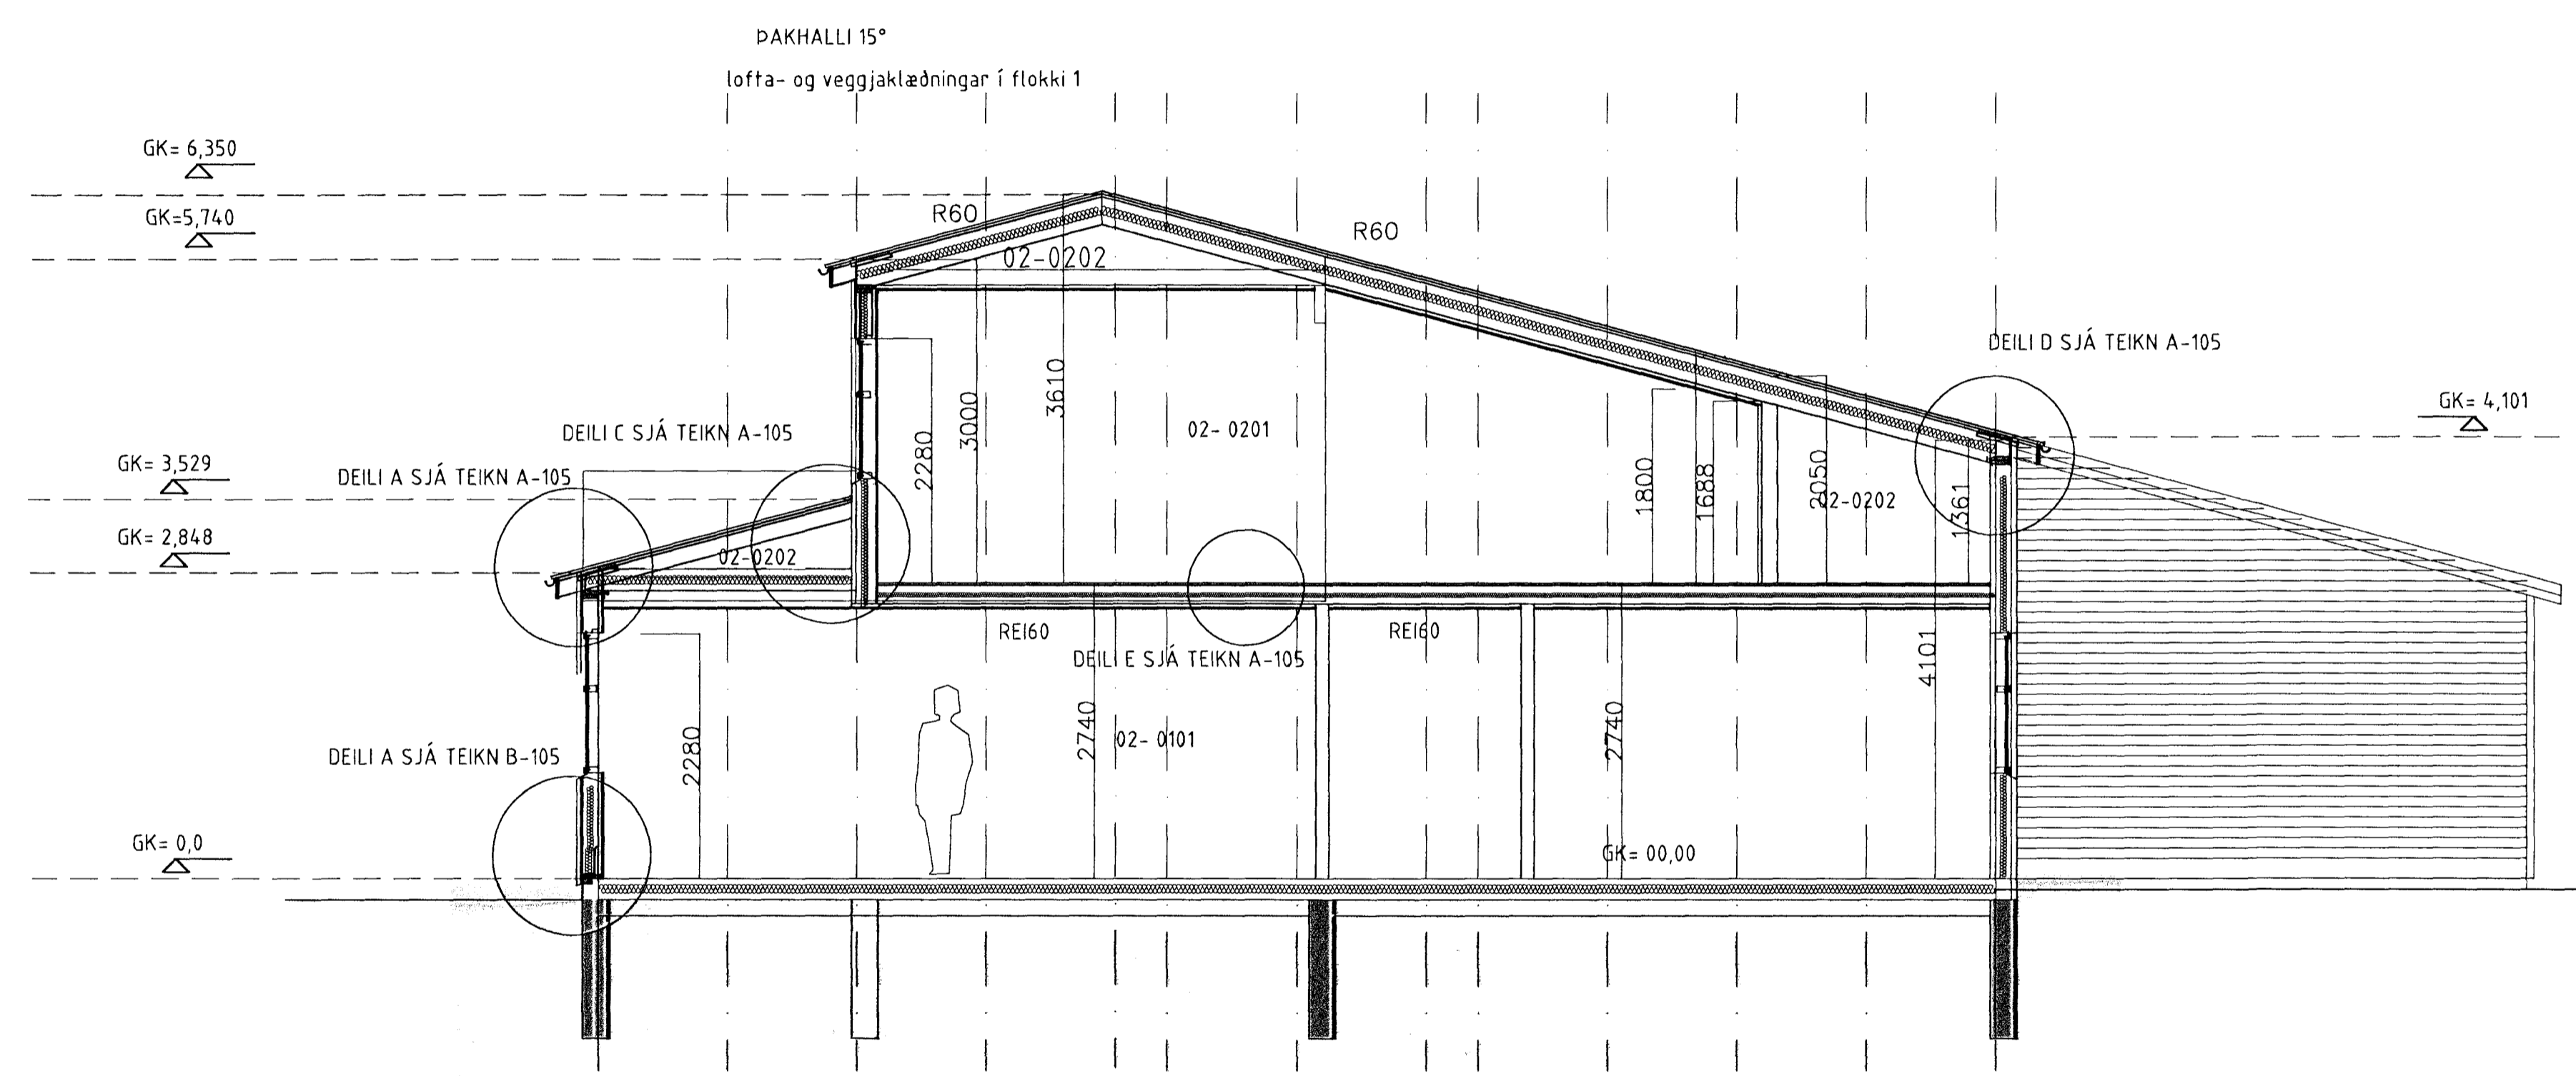 ÞAKHALLI 15°
lofta- og veggjaklæðningar í flokki 1
GK= 6,350
GK=5,740
R60
R60
02-0202
DEILI D SJÁ TEIKN A-105
GK= 4,101
DEILI C SJÁ TEIKN A-105
GK= 3,529
DEILI A SJÁ TEIKN A-105
2280
3000
3610
02- 0201
1800
1688
2050
02-0202
1361
GK= 2,848
02-0202
REI60
REI60
DEILI E SJÁ TEIKN A-105
4101
DEILI A SJÁ TEIKN B-105
2280
2740
02- 0101
2740
GK= 0,0
GK= 00,00